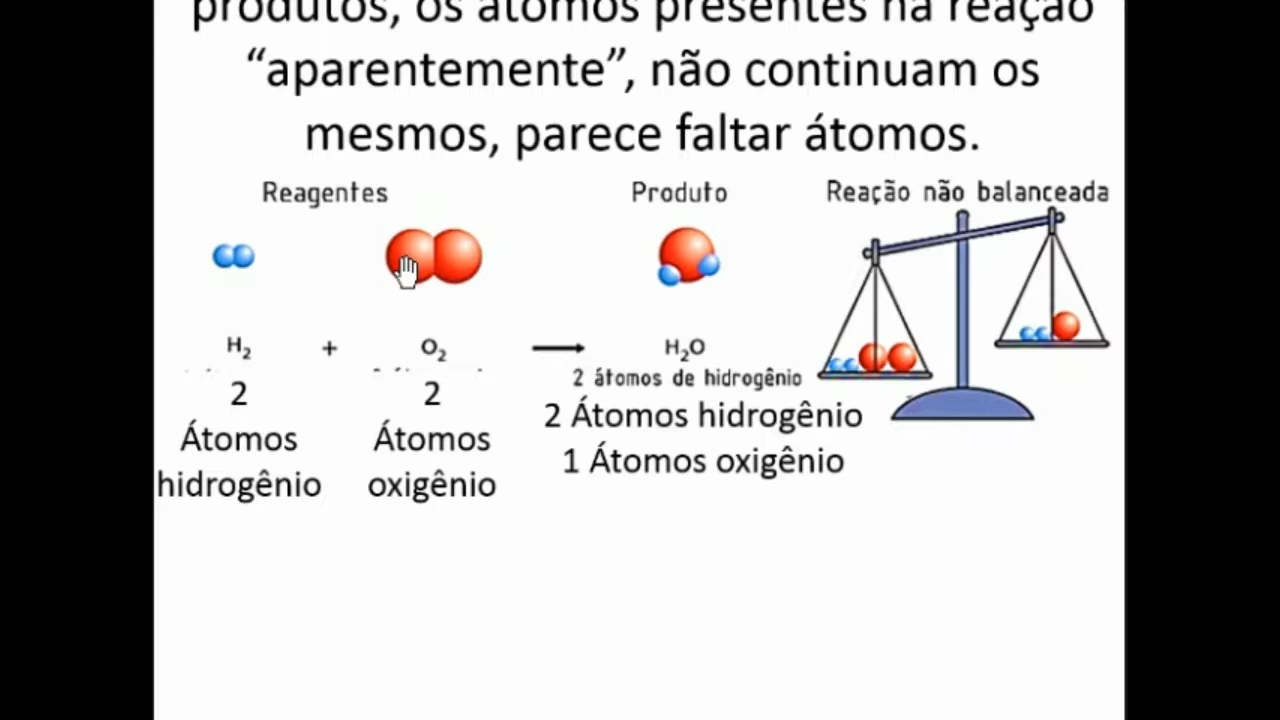 produtos, os átomos presentes na reação
“aparentemente”, não continuam os
mesmos, parece faltar átomos.
Reagentes
Produto
Reação não balanceada
H₂ + O₂ → H₂O
2 átomos de hidrogênio
2
Átomos
hidrogênio
2
Átomos
oxigênio
2 Átomos hidrogênio
1 Átomos oxigênio